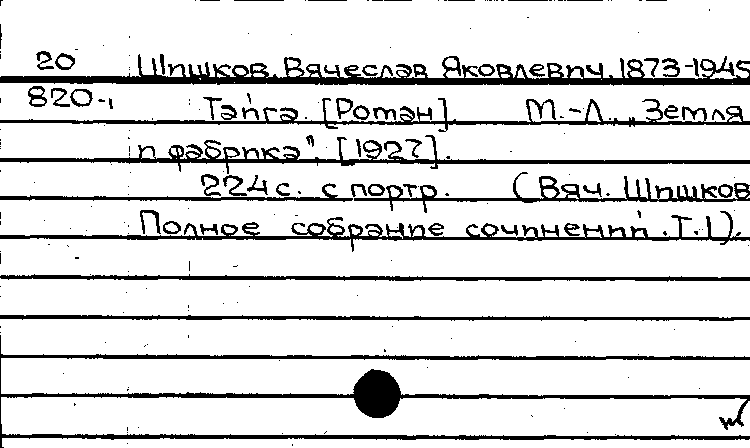 20 Шишков, Вячеслав Яковлевич. 1873-1945
820-1 Тайга. [Роман]. М.-Л., „Земля
и фабрика". [1927].
224 с. с портр. (Вяч. Шишков
Полное собрание сочинений. Т.1).